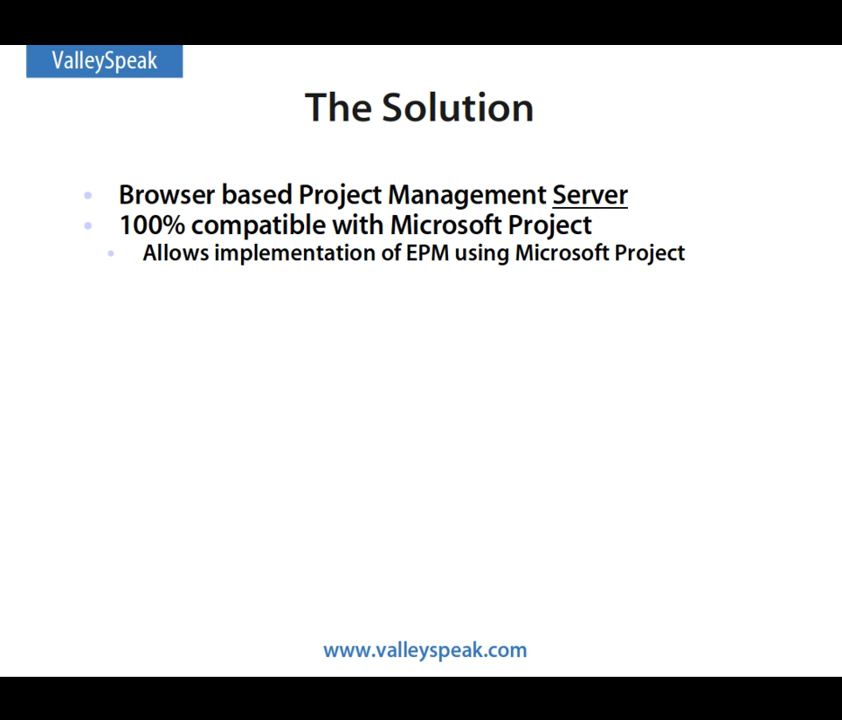 ValleySpeak
The Solution
Browser based Project Management Server
100% compatible with Microsoft Project
Allows implementation of EPM using Microsoft Project
www.valleyspeak.com